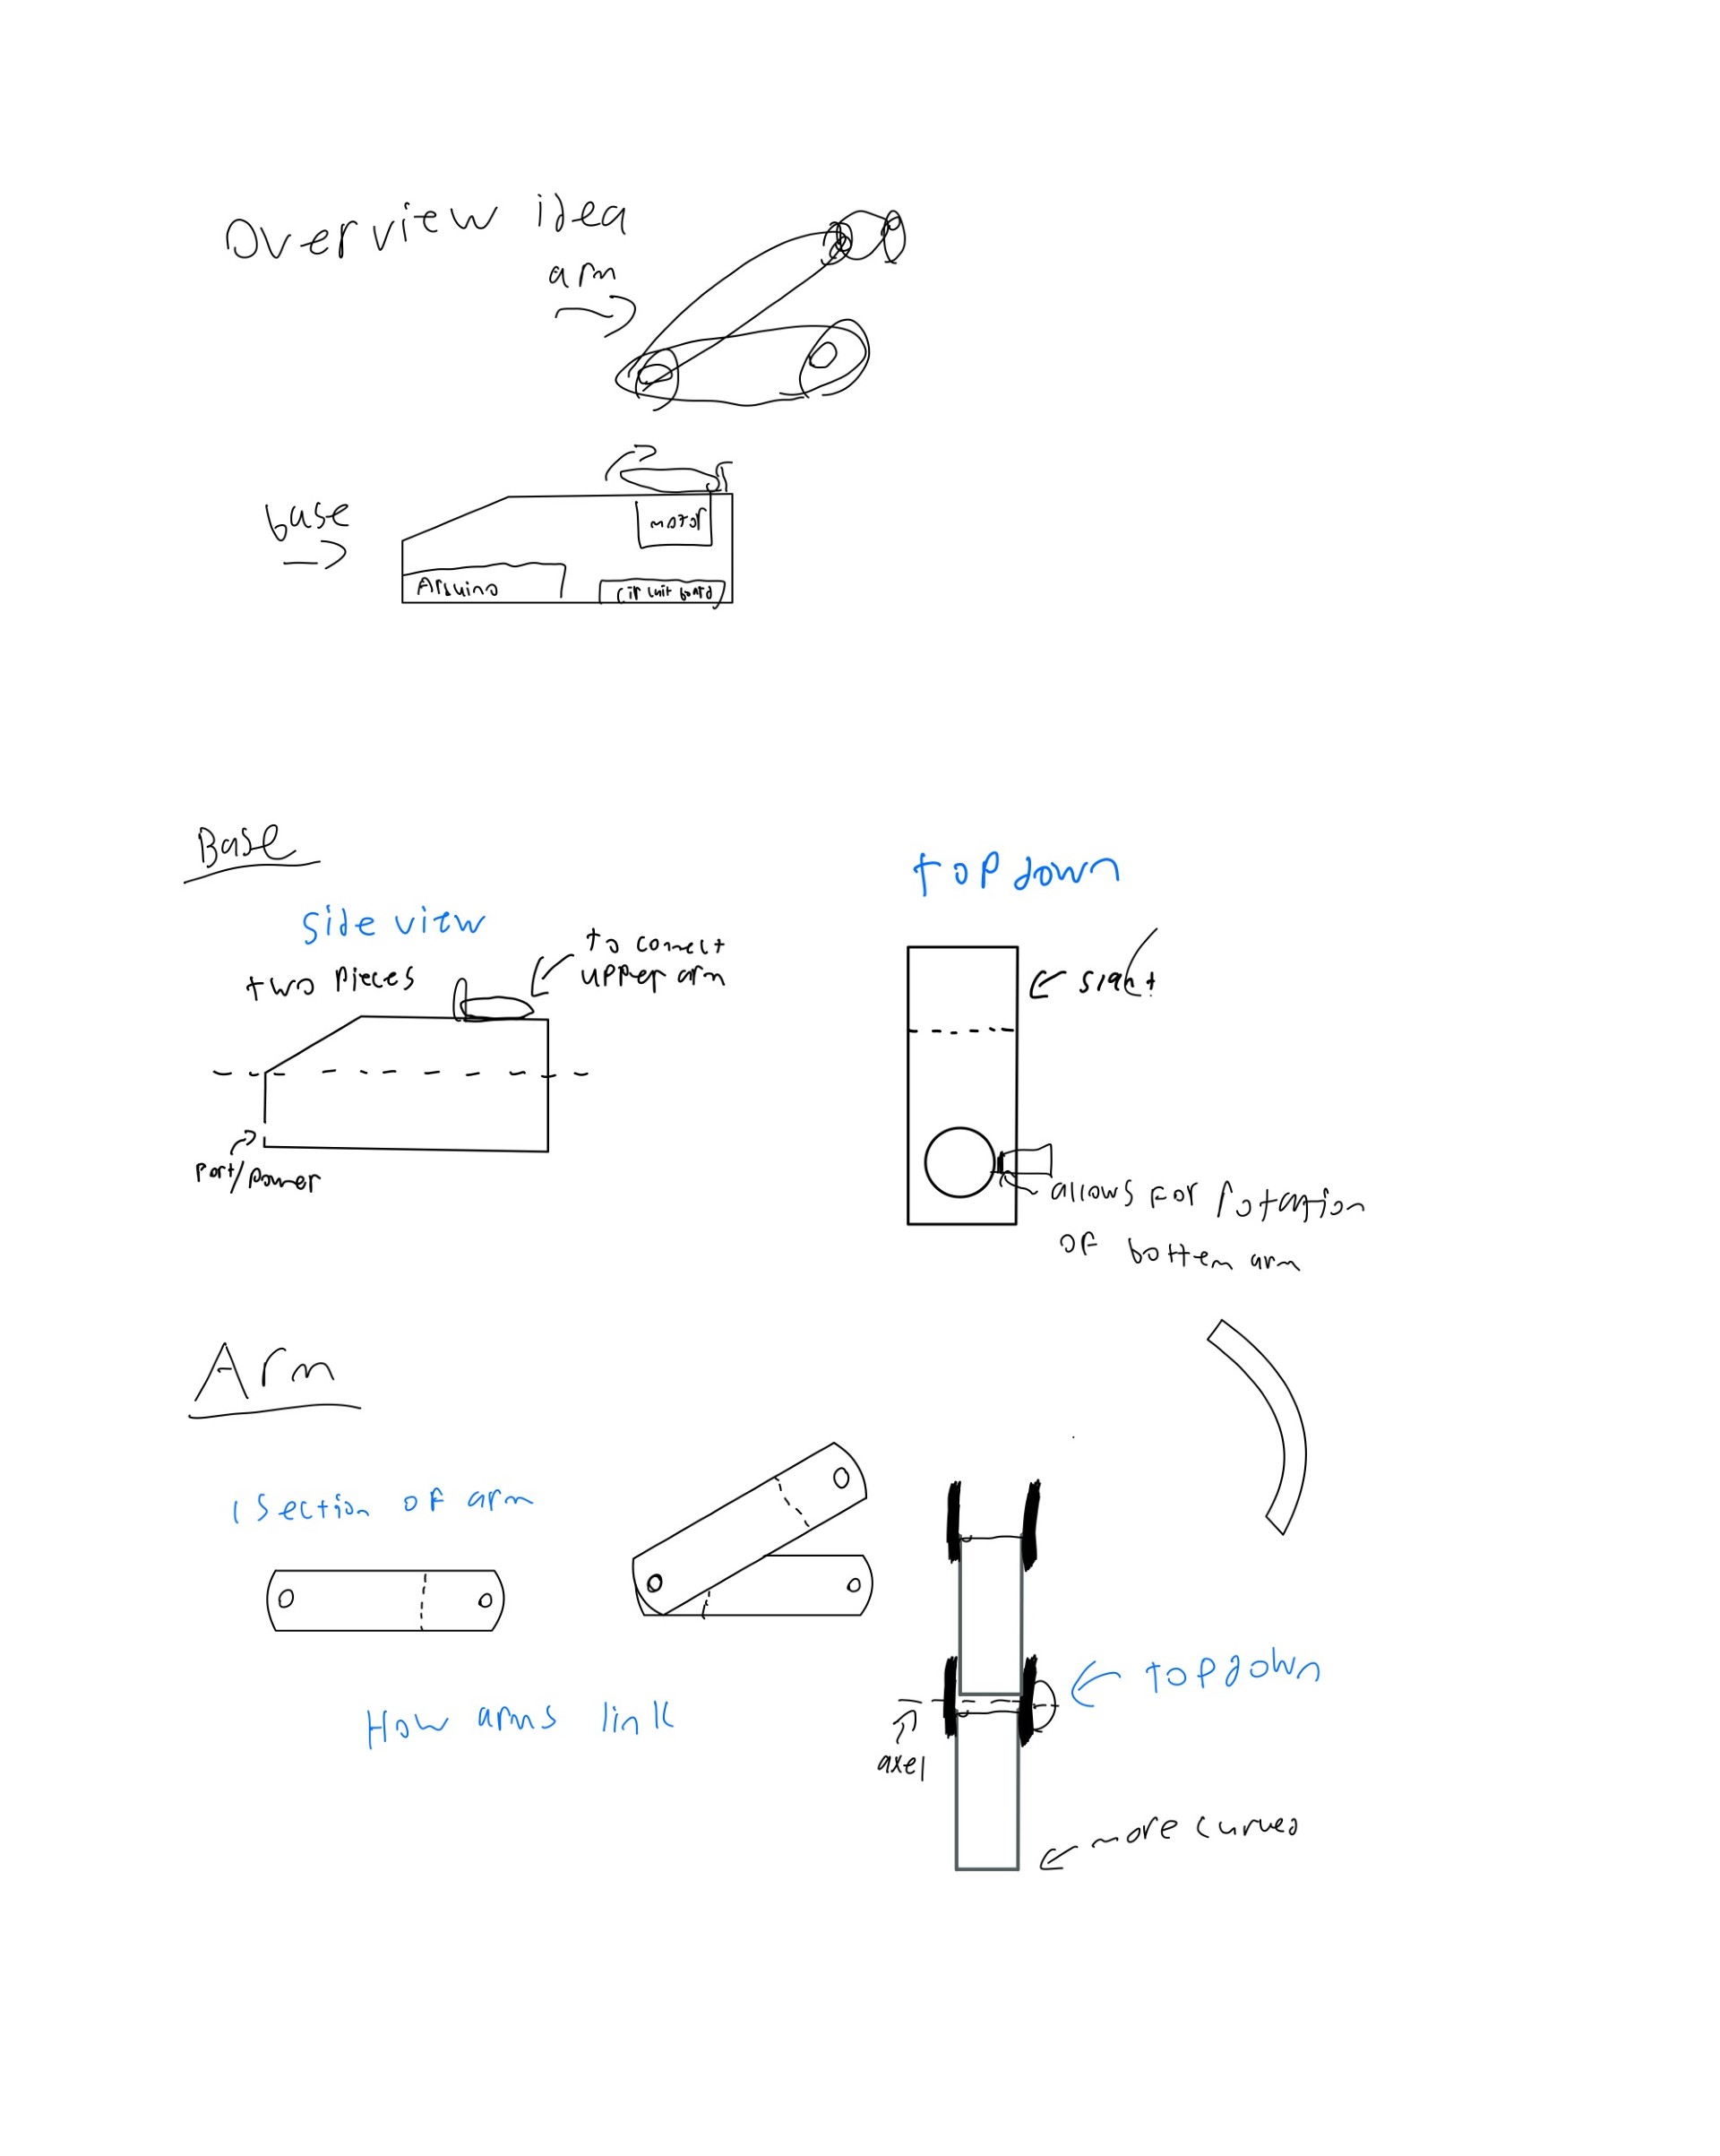 Overview idea
arm
base
motor
Arduino
circuit board
Base
side view
two pieces
to conect
upper arm
port/power
top down
allows for rotation
of bottem arm
Arm
1 section of arm
How arms link
top down
axel
more curved